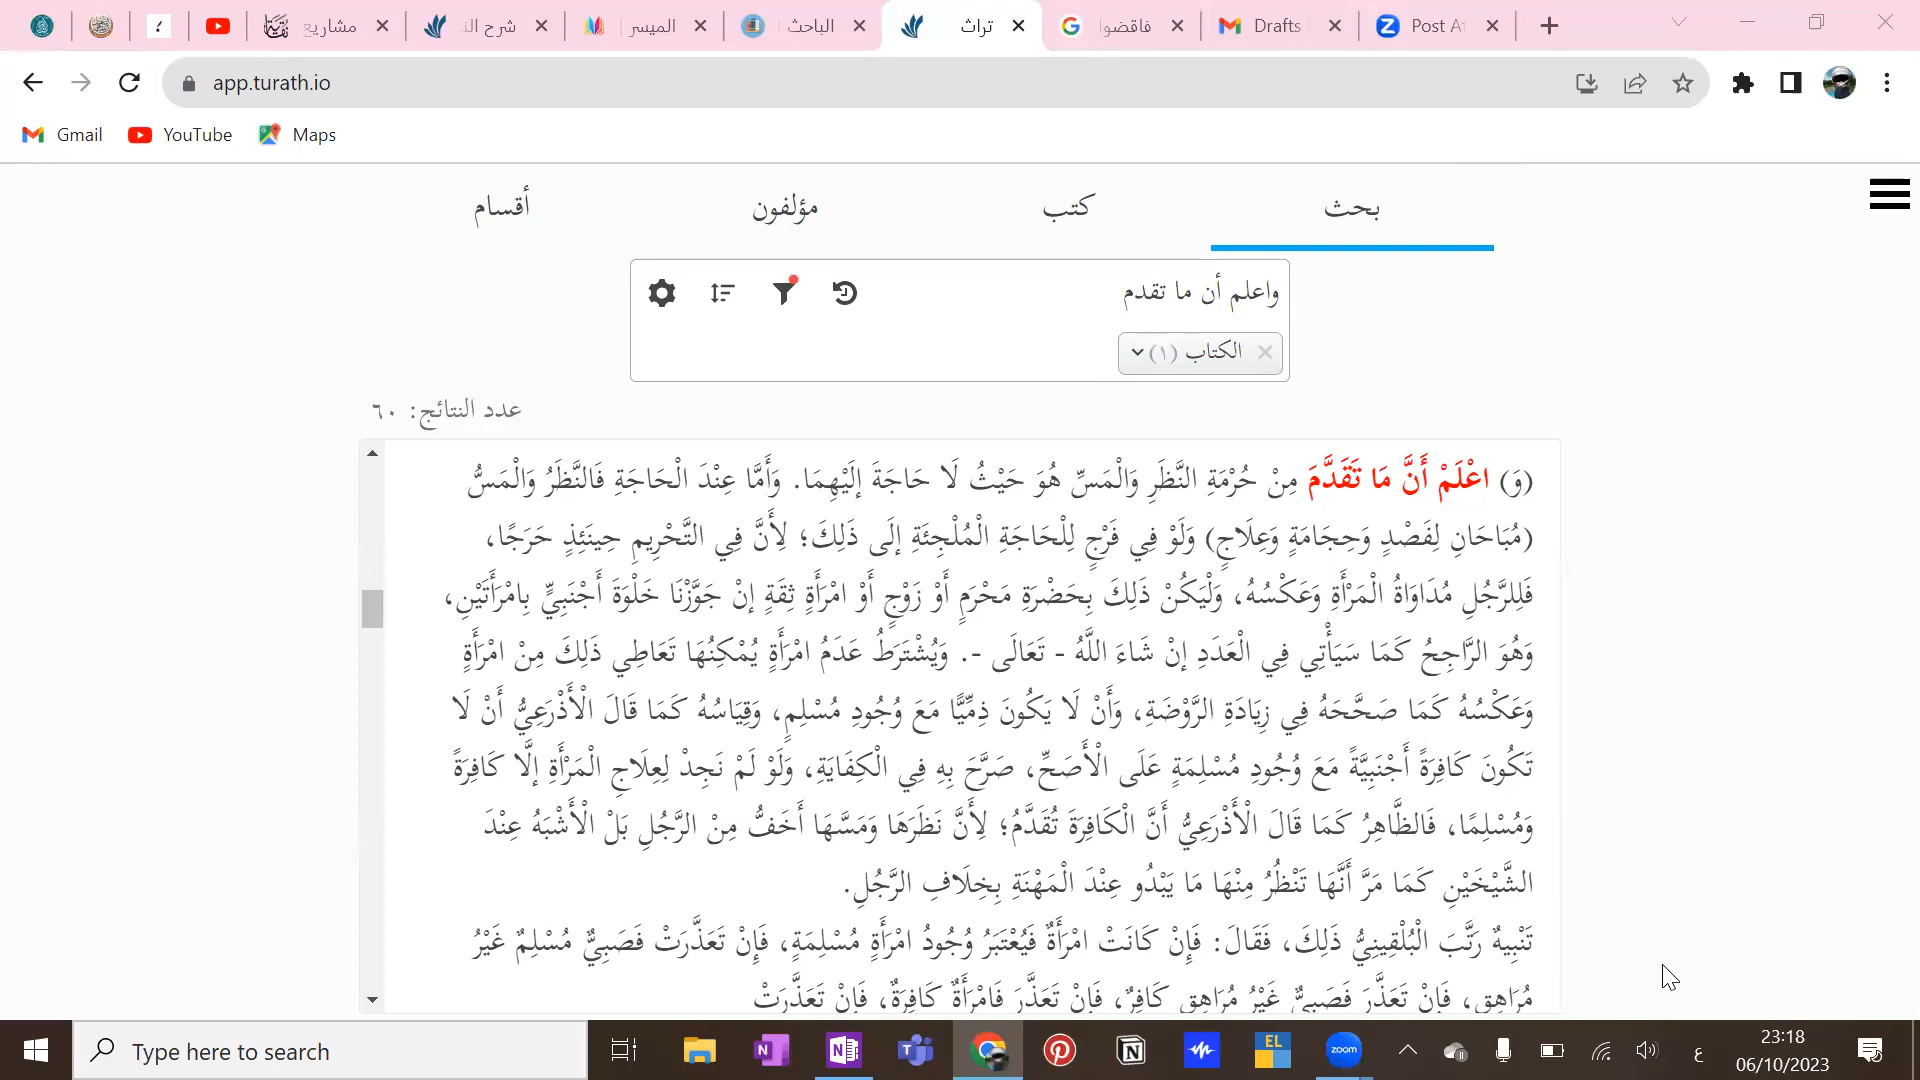 مشاريع
شرح الن
الميسر
الباحث
تراث
فاقضوا
Drafts
Post Af
app.turath.io
Gmail
YouTube
Maps
بحث
كتب
مؤلفون
أقسام
واعلم أن ما تقدم
الكتاب (١)
عدد النتائج: ٦٠
(وَ) اعْلَمْ أَنَّ مَا تَقَدَّمَ مِنْ حُرْمَةِ النَّظَرِ وَالْمَسِّ هُوَ حَيْثُ لَا حَاجَةَ إلَيْهِمَا. وَأَمَّا عِنْدَ الْحَاجَةِ فَالنَّظَرُ وَالْمَسُّ
(مُبَاحَانِ لِفَصْدٍ وَحِجَامَةٍ وَعِلَاجٍ) وَلَوْ فِي فَرْجٍ لِلْحَاجَةِ الْمُلْجِئَةِ إلَى ذَلِكَ؛ لِأَنَّ فِي التَّحْرِيمِ حِينَئِذٍ حَرَجًا،
فَلِلرَّجُلِ مُدَاوَاةُ الْمَرْأَةِ وَعَكْسُهُ، وَلْيَكُنْ ذَلِكَ بِحَضْرَةِ مَحْرَمٍ أَوْ زَوْجٍ أَوْ امْرَأَةٍ ثِقَةٍ إنْ جَوَّزْنَا خَلْوَةَ أَجْنَبِيٍّ بِامْرَأَتَيْنِ،
وَهُوَ الرَّاجِحُ كَمَا سَيَأْتِي فِي الْعَدَدِ إنْ شَاءَ اللَّهُ - تَعَالَى -. وَيُشْتَرَطُ عَدَمُ امْرَأَةٍ يُمْكِنُهَا تَعَاطِي ذَلِكَ مِنْ امْرَأَةٍ
وَعَكْسُهُ كَمَا صَحَّحَهُ فِي زِيَادَةِ الرَّوْضَةِ، وَأَنْ لَا يَكُونَ ذِمِّيًّا مَعَ وُجُودِ مُسْلِمٍ، وَقِيَاسُهُ كَمَا قَالَ الْأَذْرَعِيُّ أَنْ لَا
تَكُونَ كَافِرَةً أَجْنَبِيَّةً مَعَ وُجُودِ مُسْلِمَةٍ عَلَى الْأَصَحِّ، صَرَّحَ بِهِ فِي الْكِفَايَةِ، وَلَوْ لَمْ نَجِدْ لِعِلَاجِ الْمَرْأَةِ إلَّا كَافِرَةً
وَمُسْلِمًا، فَالظَّاهِرُ كَمَا قَالَ الْأَذْرَعِيُّ أَنَّ الْكَافِرَةَ تُقَدَّمُ؛ لِأَنَّ نَظَرَهَا وَمَسَّهَا أَخَفُّ مِنْ الرَّجُلِ بَلْ الْأَشْبَهُ عِنْدَ
الشَّيْخَيْنِ كَمَا مَرَّ أَنَّهَا تَنْظُرُ مِنْهَا مَا يَبْدُو عِنْدَ الْمَهْنَةِ بِخِلَافِ الرَّجُلِ.
تَنْبِيهٌ رَتَّبَ الْبُلْقِينِيُّ ذَلِكَ، فَقَالَ: فَإِنْ كَانَتْ امْرَأَةٌ فَيُعْتَبَرُ وُجُودُ امْرَأَةٍ مُسْلِمَةٍ، فَإِنْ تَعَذَّرَتْ فَصَبِيٌّ مُسْلِمٌ غَيْرُ
مُرَاهِقٍ، فَإِنْ تَعَذَّرَ فَصَبِيٌّ غَيْرُ مُرَاهِقٍ كَافِرٌ، فَإِنْ تَعَذَّرَ فَامْرَأَةٌ كَافِرَةٌ، فَإِنْ تَعَذَّرَتْ
Type here to search
EL
zoom
ع
23:18
06/10/2023